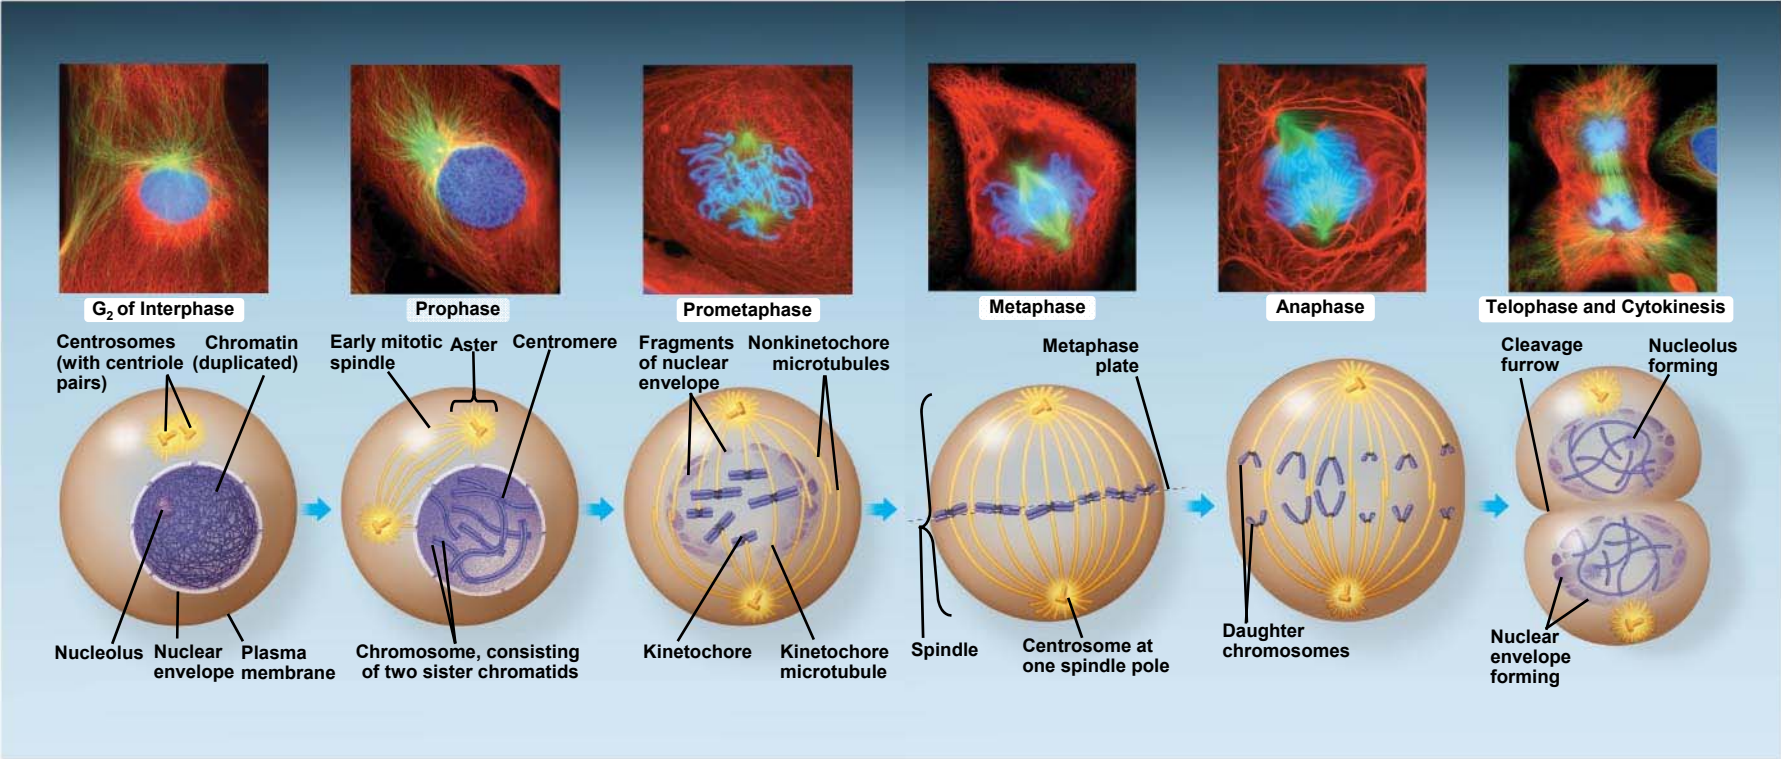 G2 of Interphase
Prophase
Prometaphase
Metaphase
Anaphase
Telophase and Cytokinesis
Centrosomes
(with centriole
pairs)
Chromatin
(duplicated)
Nucleolus
Nuclear
envelope
Plasma
membrane
Early mitotic
spindle
Aster
Centromere
Chromosome, consisting
of two sister chromatids
Fragments
of nuclear
envelope
Nonkinetochore
microtubules
Kinetochore
Kinetochore
microtubule
Metaphase
plate
Spindle
Centrosome at
one spindle pole
Daughter
chromosomes
Cleavage
furrow
Nucleolus
forming
Nuclear
envelope
forming